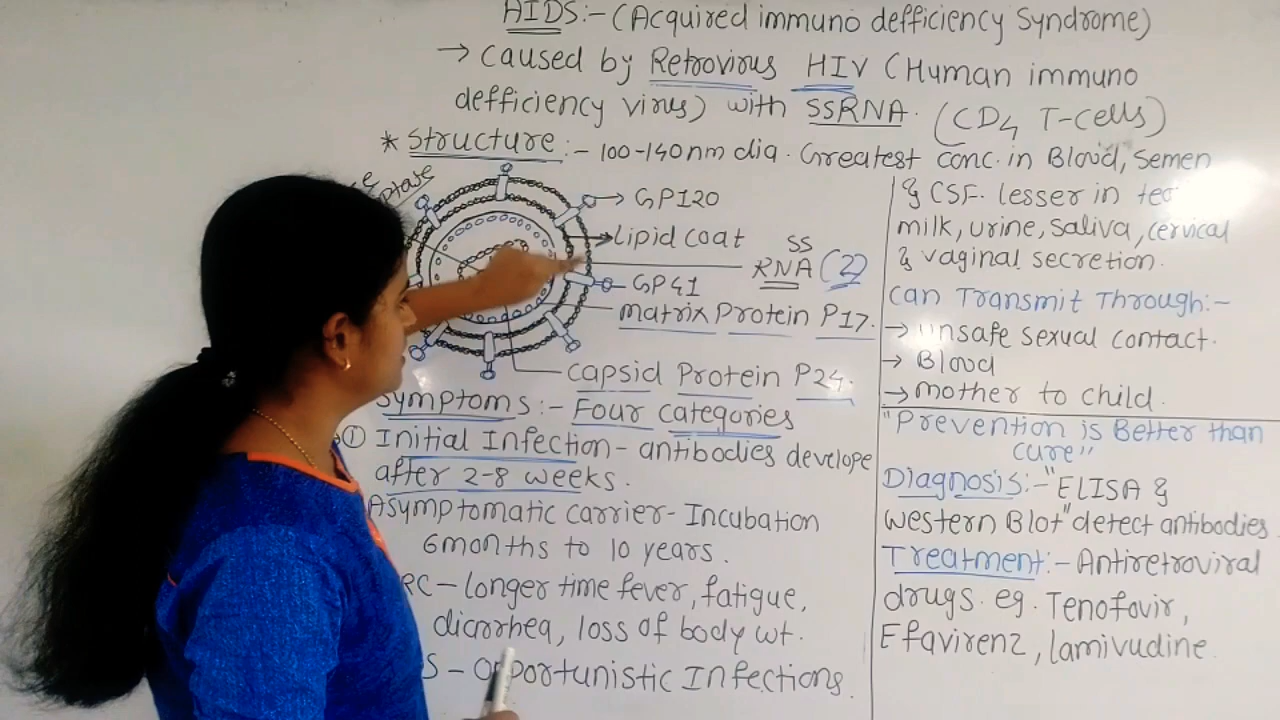 AIDS:- (Acquired immuno defficiency Syndrome)
→ caused by Retrovirus HIV (Human immuno
defficiency virus) with SSRNA. (CD4 T-cells)
* Structure:- 100-140nm dia. Greatest conc. in Blood, Semen
& CSF. lesser in
milk, urine, saliva, cervical
& vaginal secretion.
can Transmit Through:-
→ unsafe sexual contact.
→ Blood
→ mother to child.
→ GP120
→ Lipid coat
SS
RNA (2)
GP41
matrix Protein P17.
capsid Protein P24.
Symptoms:- Four categories
① Initial Infection - antibodies develope
after 2-8 weeks.
Asymptomatic carrier - Incubation
6months to 10 years.
RC - longer time fever, fatigue,
diarrhea, loss of body wt.
S - opportunistic Infections.
"Prevention is Better than
cure"
Diagnosis:- "ELISA &
Western Blot" detect antibodies.
Treatment:- Antiretroviral
drugs. eg. Tenofovir,
Efavirenz, lamivudine.